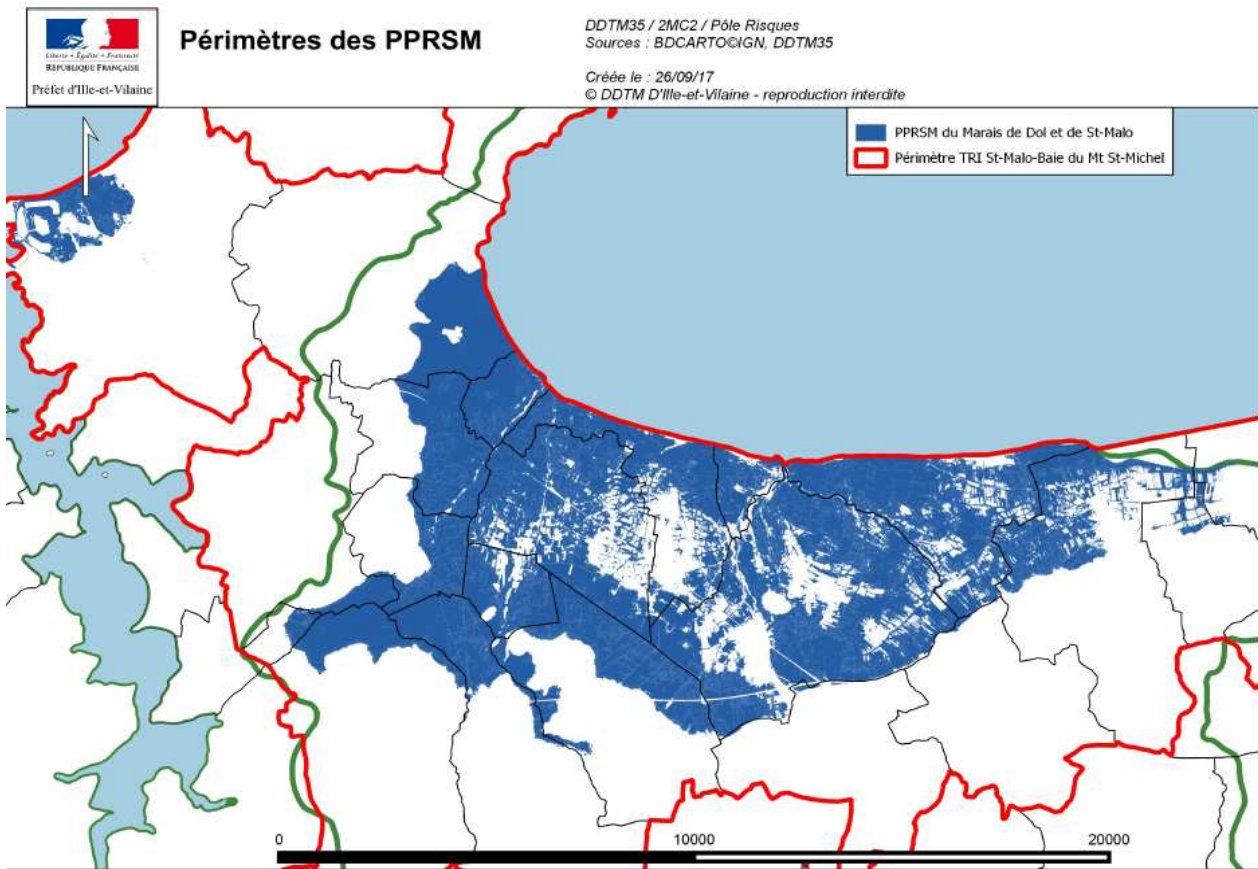 Liberté • Égalité • Fraternité
RÉPUBLIQUE FRANÇAISE
Préfet d'Ille-et-Vilaine
Périmètres des PPRSM
DDTM35 / 2MC2 / Pôle Risques
Sources : BDCARTO©IGN, DDTM35
Créée le : 26/09/17
© DDTM D'Ille-et-Vilaine - reproduction interdite
PPRSM du Marais de Dol et de St-Malo
Périmètre TRI St-Malo-Baie du Mt St-Michel
0
10000
20000